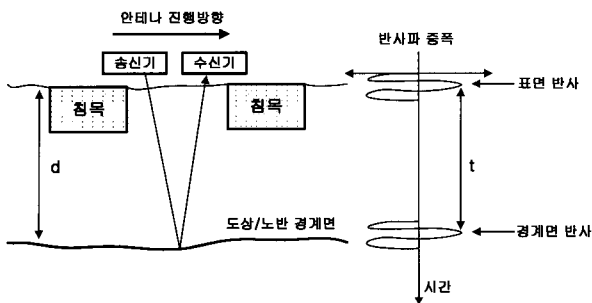 안테나 진행방향
송신기
수신기
침목
침목
d
도상/노반 경계면
반사파 증폭
표면 반사
t
경계면 반사
시간